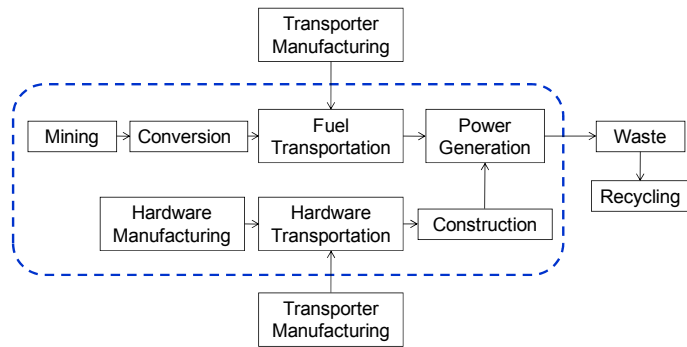 Transporter
Manufacturing
Mining
Conversion
Fuel
Transportation
Power
Generation
Waste
Recycling
Hardware
Manufacturing
Hardware
Transportation
Construction
Transporter
Manufacturing